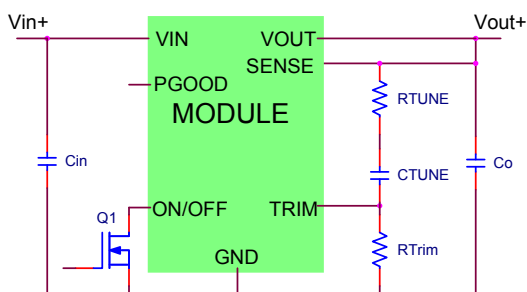 Vin+
Vout+
VIN
VOUT
SENSE
PGOOD
MODULE
RTUNE
Cin
CTUNE
Co
Q1
ON/OFF
TRIM
RTrim
GND